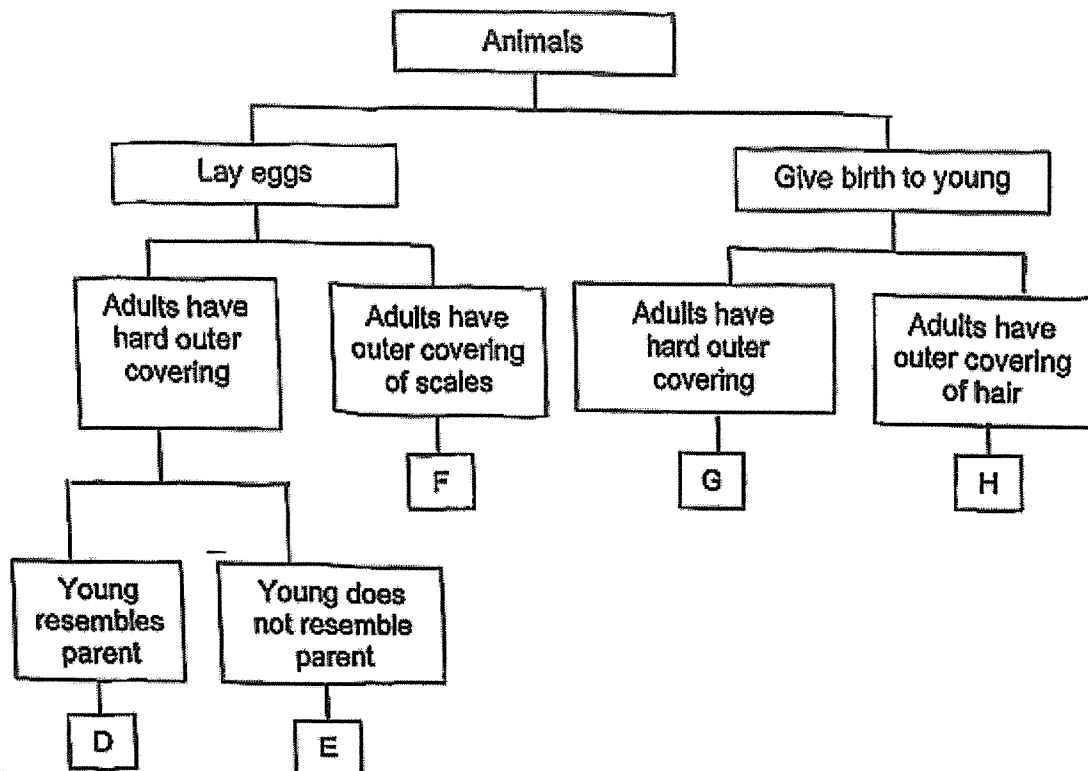 Animals
Lay eggs
Give birth to young
Adults have
hard outer
covering
Adults have
outer covering
of scales
Adults have
hard outer
covering
Adults have
outer covering
of hair
F
G
H
Young
resembles
parent
Young does
not resemble
parent
D
E